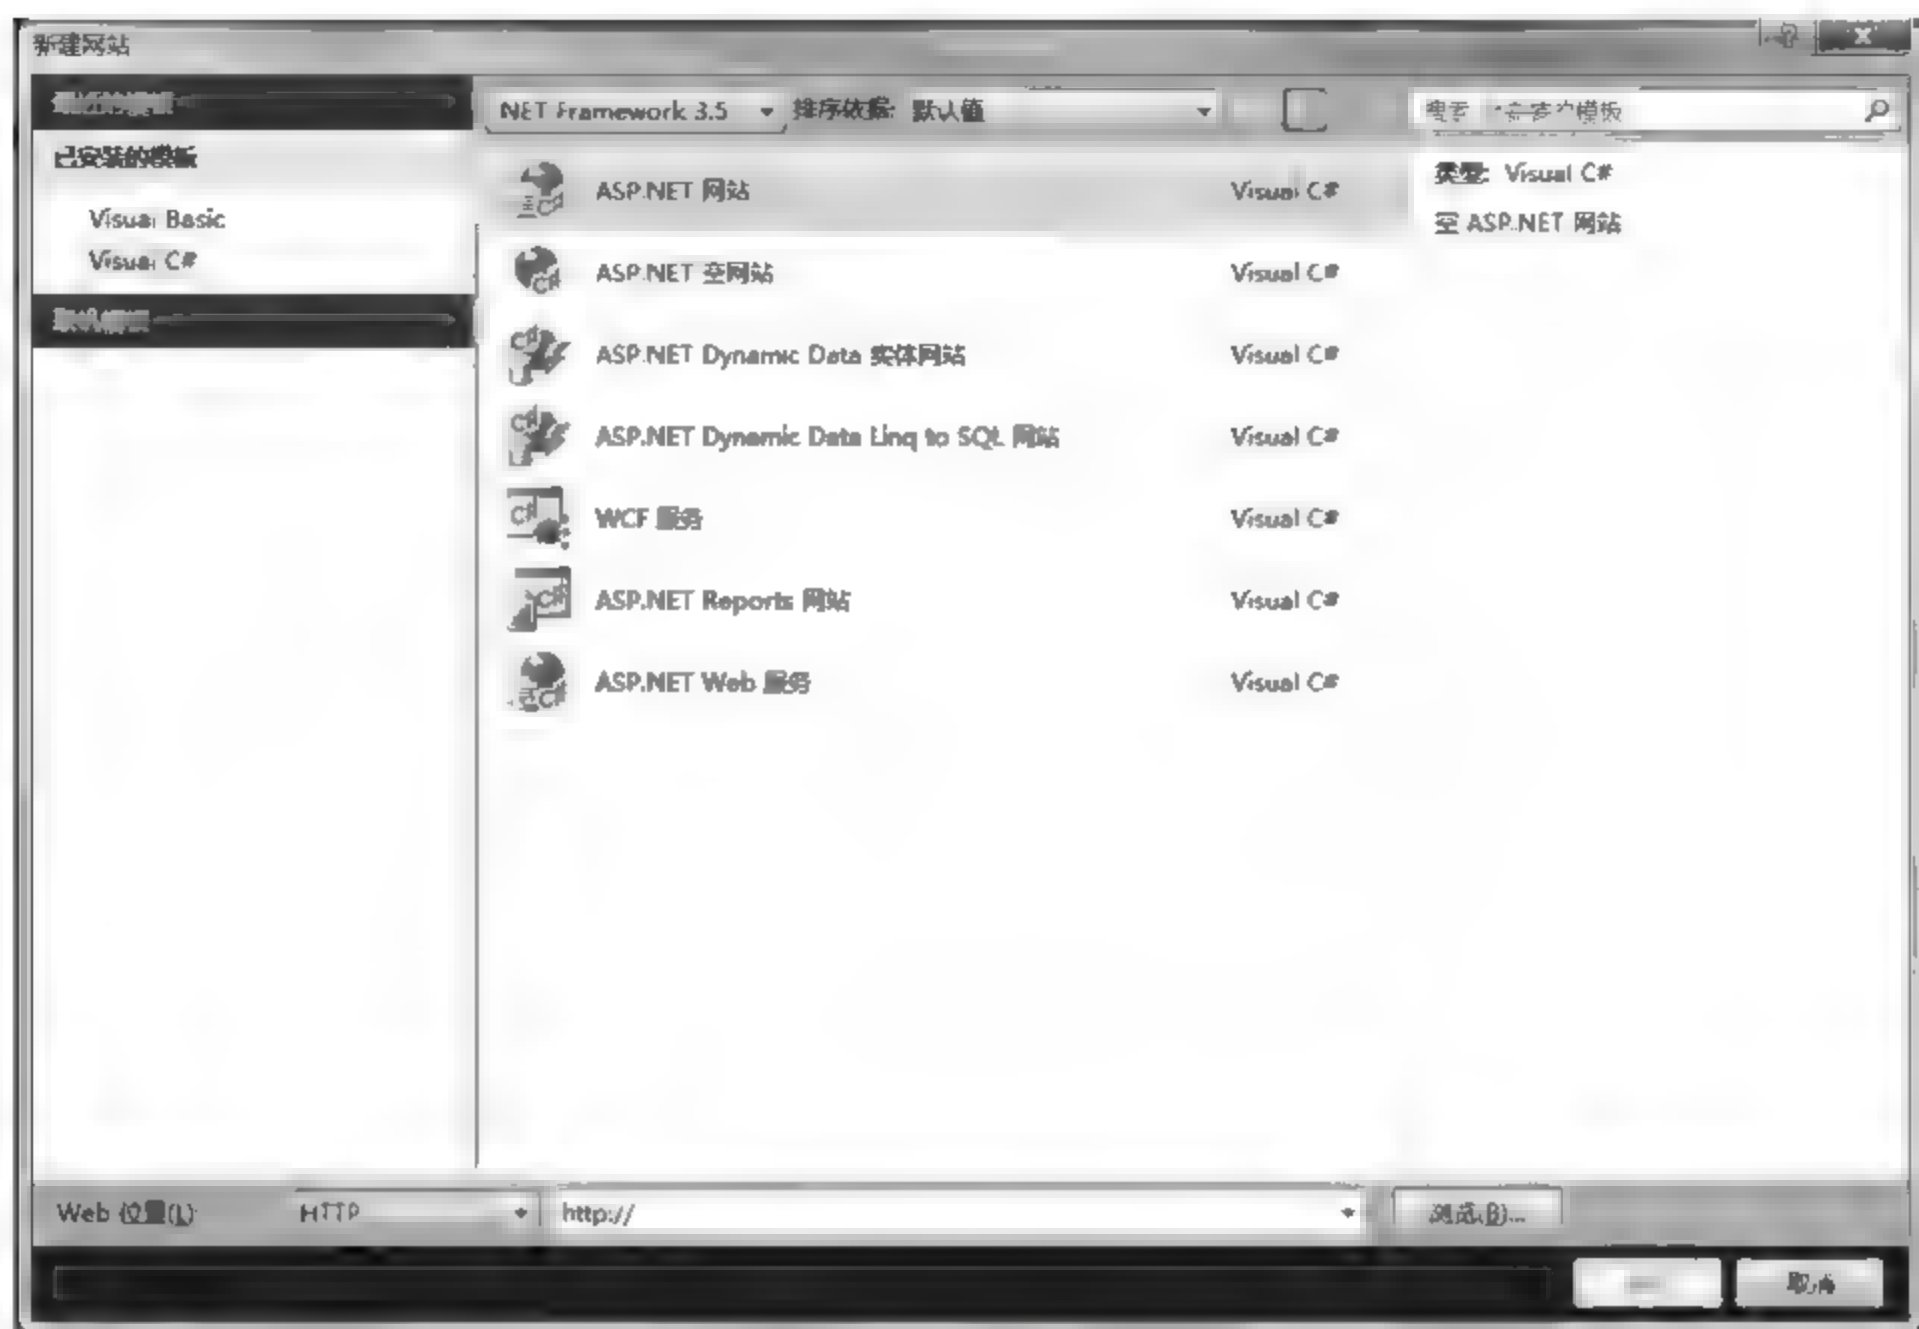 新建网站
NET Framework 3.5 排序依据: 默认值
已安装的模板
Visual Basic
Visual C#
ASP.NET 网站 Visual C#
ASP.NET 空网站 Visual C#
ASP.NET Dynamic Data 实体网站 Visual C#
ASP.NET Dynamic Data Linq to SQL 网站 Visual C#
WCF 服务 Visual C#
ASP.NET Reports 网站 Visual C#
ASP.NET Web 服务 Visual C#
类型: Visual C#
空 ASP.NET 网站
Web 位置(L): HTTP http:// 浏览(B)...
取消